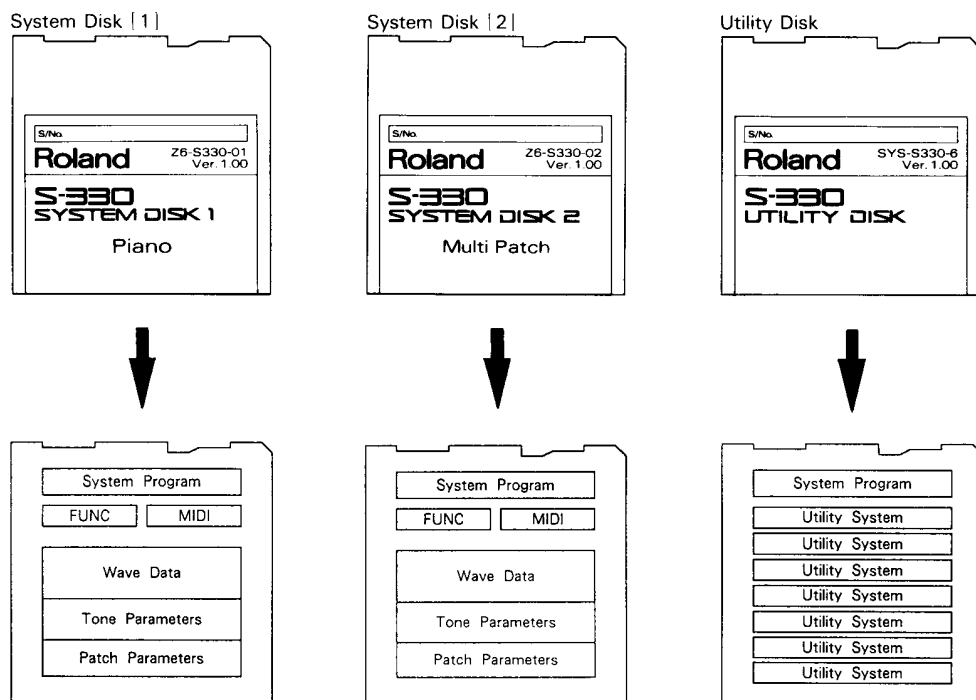 System Disk [1]
S/No.
Roland
Z6-S330-01
Ver. 1.00
S-330
SYSTEM DISK 1
Piano
System Disk [2]
S/No.
Roland
Z6-S330-02
Ver. 1.00
S-330
SYSTEM DISK 2
Multi Patch
Utility Disk
S/No.
Roland
SYS-S330-6
Ver. 1.00
S-330
UTILITY DISK
System Program
FUNC
MIDI
Wave Data
Tone Parameters
Patch Parameters
System Program
FUNC
MIDI
Wave Data
Tone Parameters
Patch Parameters
System Program
Utility System
Utility System
Utility System
Utility System
Utility System
Utility System
Utility System